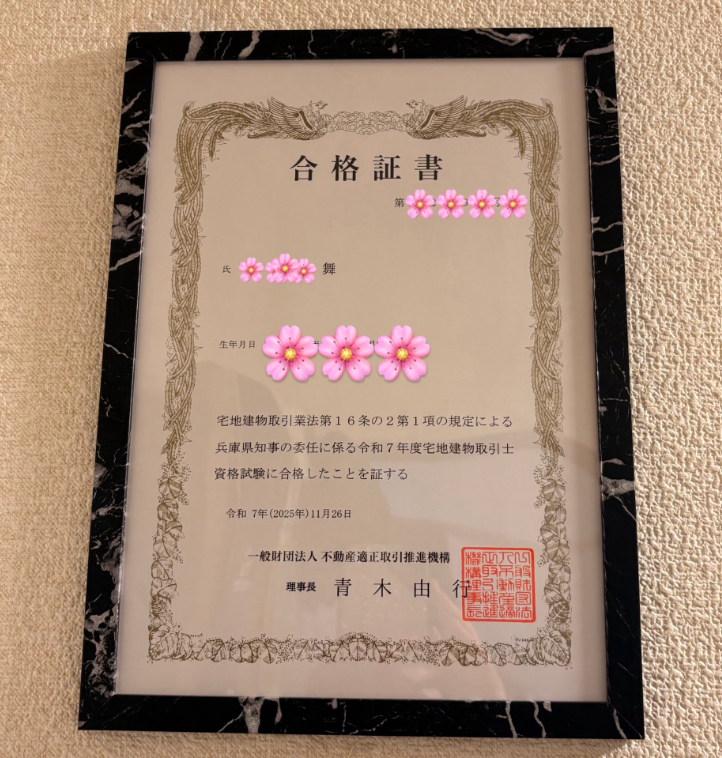 合格証書
第
氏 舞
生年月日
宅地建物取引業法第16条の2第1項の規定による
兵庫県知事の委任に係る令和7年度宅地建物取引士
資格試験に合格したことを証する
令和 7年(2025年)11月26日
一般財団法人 不動産適正取引推進機構
理事長 青木由行